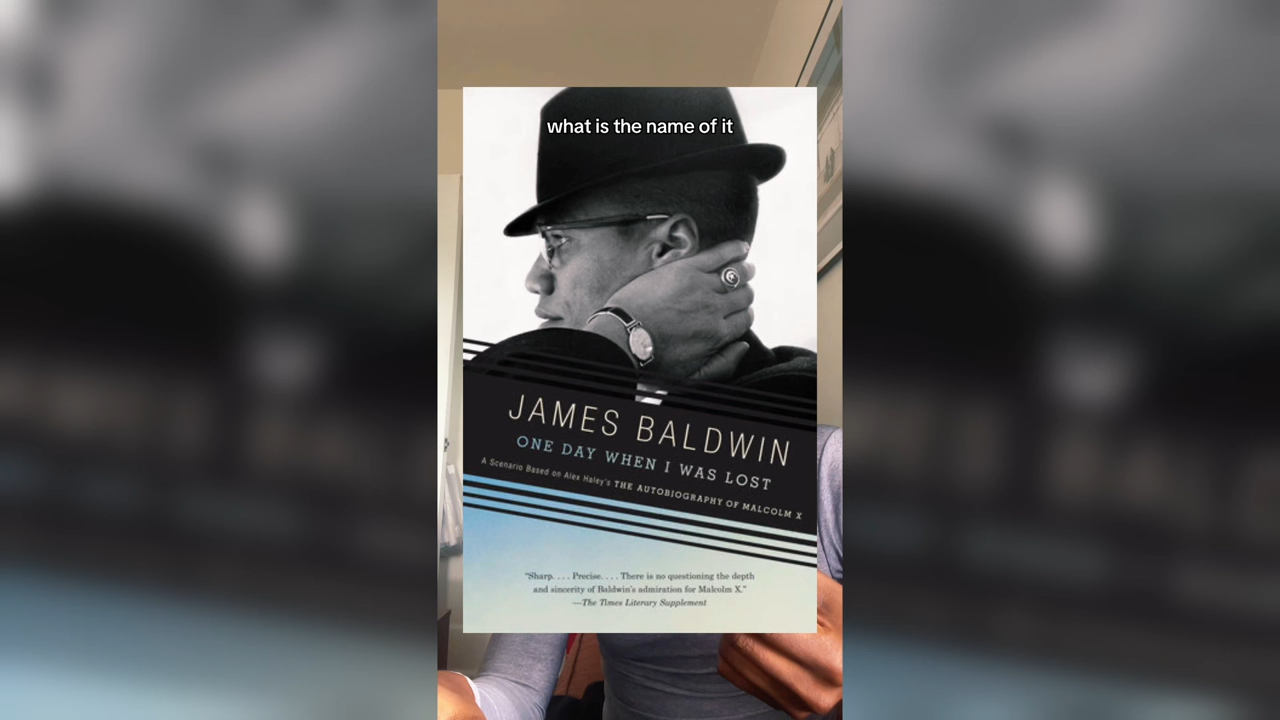 what is the name of it
JAMES BALDWIN
ONE DAY WHEN I WAS LOST
A Scenario Based on Alex Haley's THE AUTOBIOGRAPHY OF MALCOLM X
"Sharp. . . . Precise. . . . There is no questioning the depth
and sincerity of Baldwin's admiration for Malcolm X."
—The Times Literary Supplement